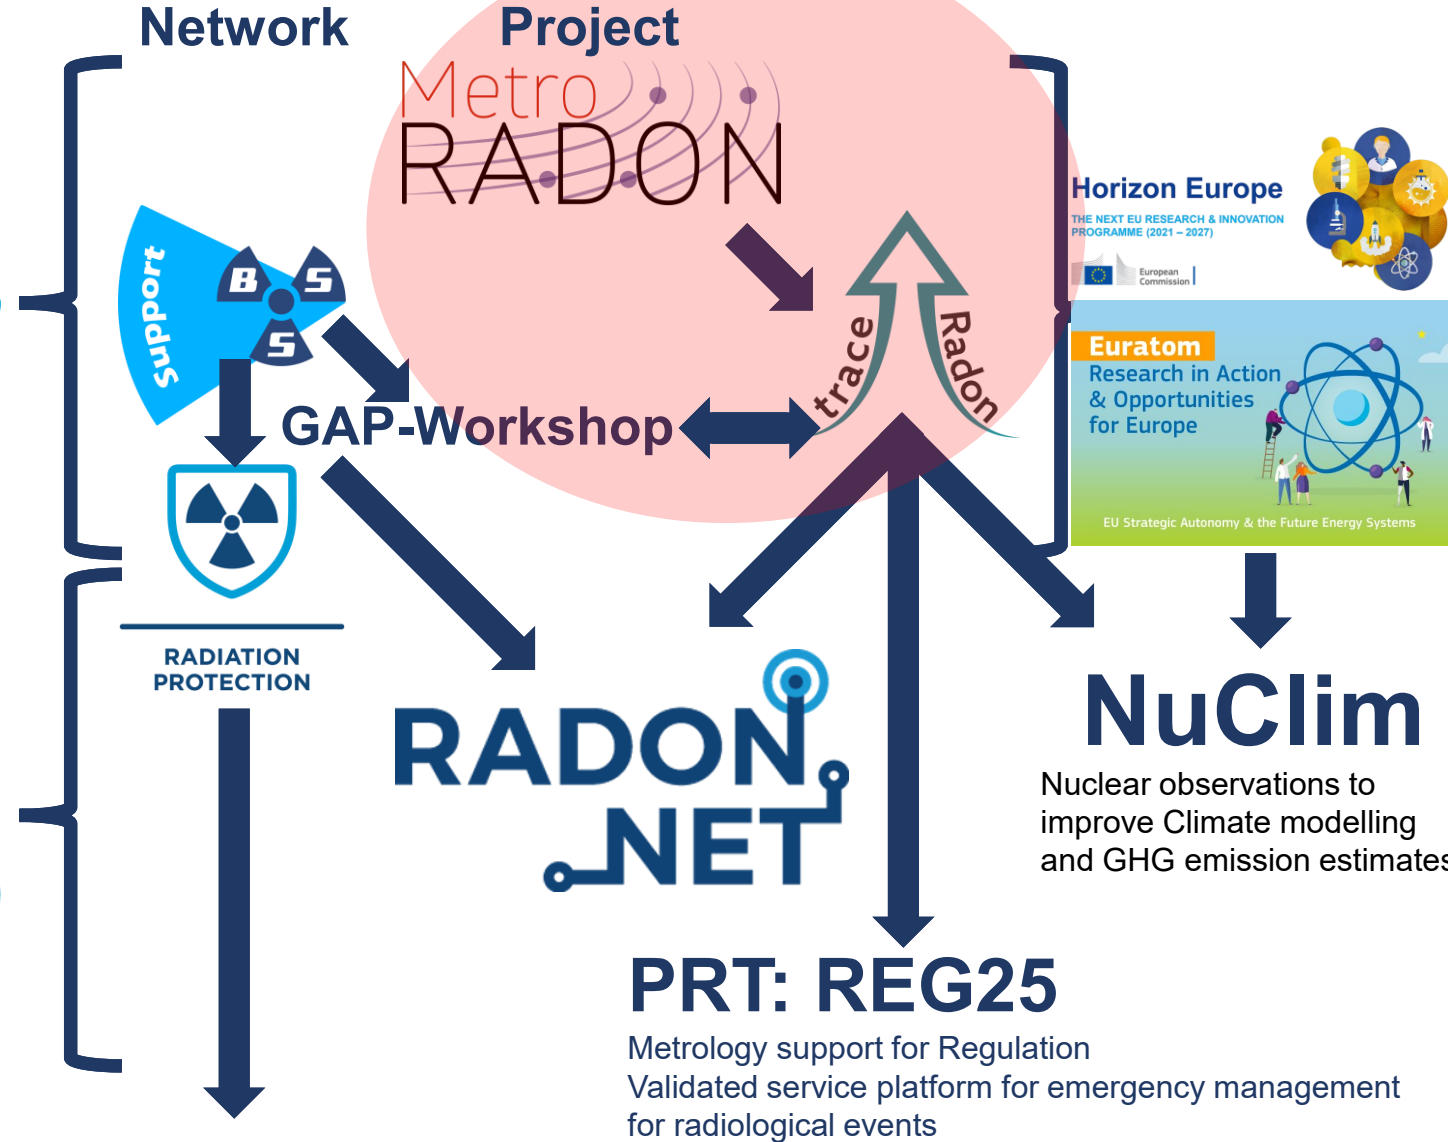 Network
Project
Metro
RADON
Support
B S
S
trace
Radon
GAP-Workshop
Horizon Europe
THE NEXT EU RESEARCH & INNOVATION
PROGRAMME (2021 – 2027)
European
Commission
Euratom
Research in Action
& Opportunities
for Europe
EU Strategic Autonomy & the Future Energy Systems
RADIATION
PROTECTION
RADON
NET
NuClim
Nuclear observations to
improve Climate modelling
and GHG emission estimates
PRT: REG25
Metrology support for Regulation
Validated service platform for emergency management
for radiological events